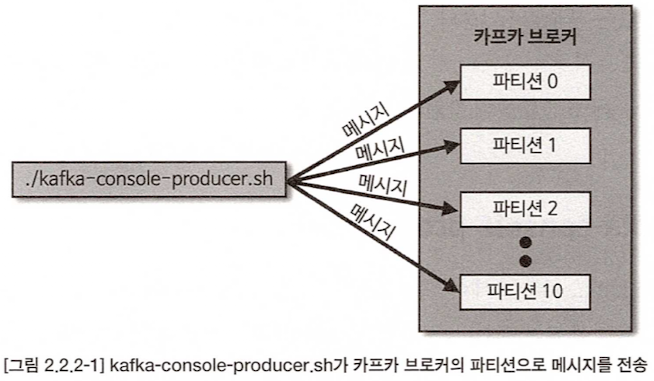 카프카 브로커
파티션 0
메시지
파티션 1
메시지
./kafka-console-producer.sh
메시지
파티션 2
메시지
파티션 10
[그림 2.2.2-1] kafka-console-producer.sh가 카프카 브로커의 파티션으로 메시지를 전송